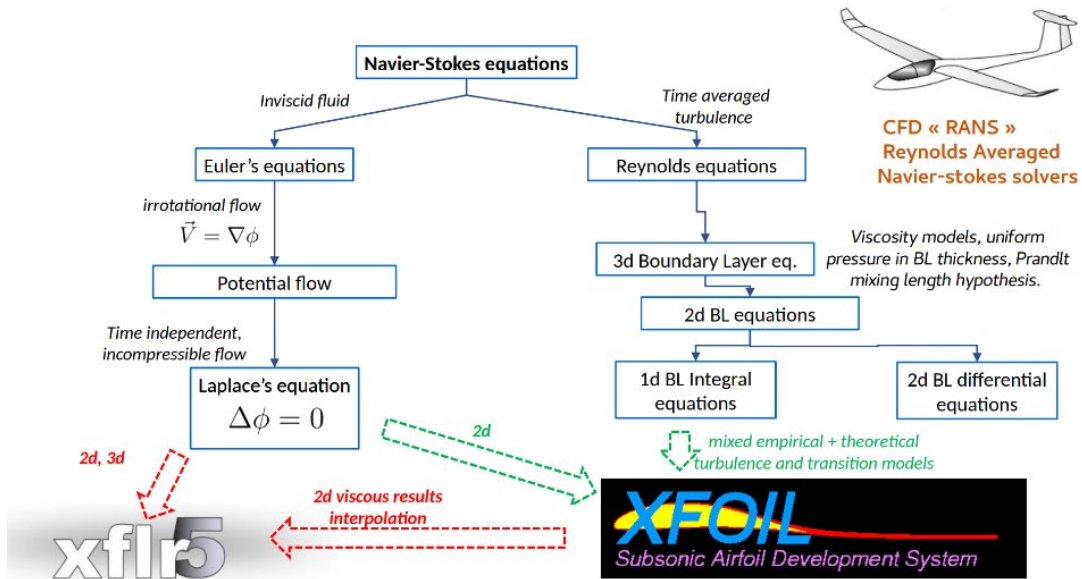 Navier-Stokes equations
Inviscid fluid
Time averaged
turbulence
CFD « RANS »
Reynolds Averaged
Navier-stokes solvers
Euler's equations
Reynolds equations
irrotational flow
V⃗ = ∇ϕ
Viscosity models, uniform
pressure in BL thickness, Prandlt
mixing length hypothesis.
3d Boundary Layer eq.
Potential flow
2d BL equations
Time independent,
incompressible flow
Laplace's equation
Δϕ = 0
1d BL Integral
equations
2d BL differential
equations
2d
mixed empirical + theoretical
turbulence and transition models
2d, 3d
2d viscous results
interpolation
xflr5
XFOIL
Subsonic Airfoil Development System